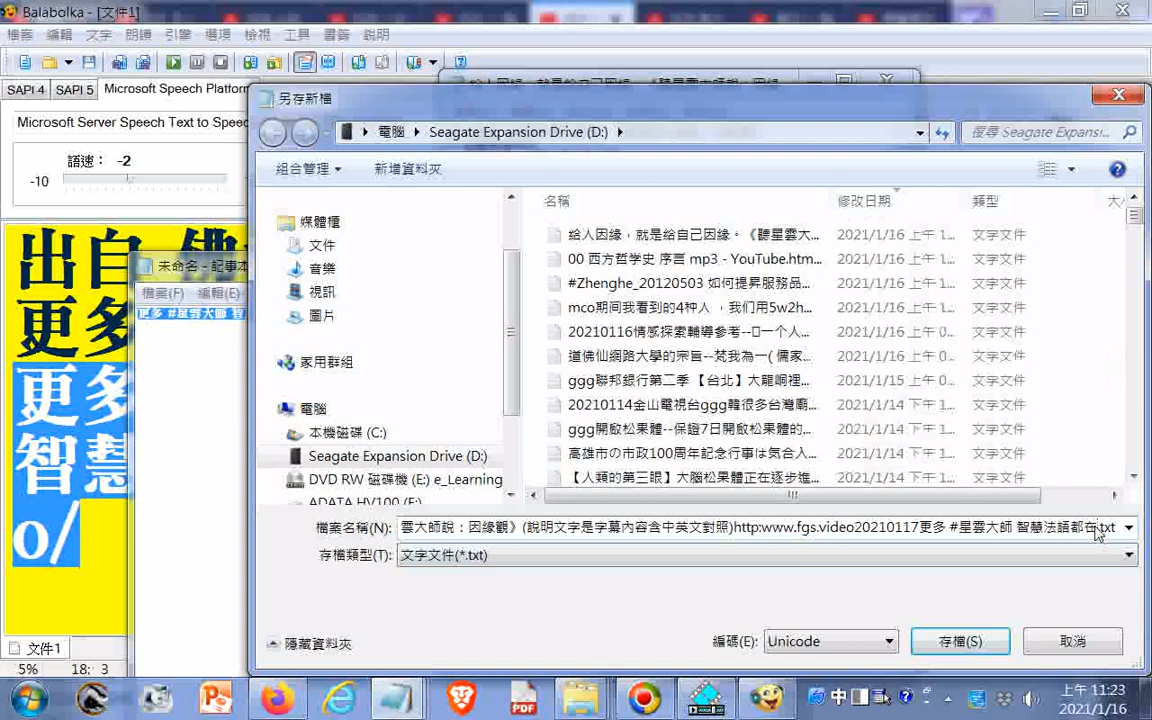 Balabolka - [文件1]
檔案 編輯 文字 朗讀 引擎 選項 檢視 工具 書籤 說明
SAPI 4 SAPI 5 Microsoft Speech Platform
Microsoft Server Speech Text to Speec
語速： -2
-10
出自 佛
更多
更多
智慧
o/
文件1
5% 18; 3
未命名 - 記事本
檔案(F) 編輯(E)
更多 #星雲大師 智
另存新檔
電腦 Seagate Expansion Drive (D:)
搜尋 Seagate Expansi...
組合管理 新增資料夾
媒體櫃
文件
音樂
視訊
圖片
家用群組
電腦
本機磁碟 (C:)
Seagate Expansion Drive (D:)
DVD RW 磁碟機 (E:) e_Learning
ADATA HV100 (F:)
名稱 修改日期 類型 大小
給人因緣，就是給自己因緣。《聽星雲大... 2021/1/16 上午 1... 文字文件
00 西方哲學史 序言 mp3 - YouTube.htm... 2021/1/16 上午 1... 文字文件
#Zhenghe_20120503 如何提昇服務品... 2021/1/16 上午 1... 文字文件
mco期间我看到的4种人 ，我们用5w2h... 2021/1/16 上午 1... 文字文件
20210116情感探索輔導參考--一个人... 2021/1/16 上午 0... 文字文件
道佛仙網路大學的宗旨--梵我為一( 儒家... 2021/1/16 上午 0... 文字文件
ggg聯邦銀行第二季 【台北】大龍峒裡... 2021/1/15 上午 0... 文字文件
20210114金山電視台ggg韓很多台灣廟... 2021/1/14 下午 1... 文字文件
ggg開啟松果體--保證7日開啟松果體的... 2021/1/14 下午 1... 文字文件
高雄市の市政100周年記念行事は気合入... 2021/1/14 下午 1... 文字文件
【人類的第三眼】大腦松果體正在逐步進... 2021/1/14 下午 1... 文字文件
檔案名稱(N): 雲大師說：因緣觀》(說明文字是字幕內容含中英文對照)http:www.fgs.video20210117更多 #星雲大師 智慧法語都在.txt
存檔類型(T): 文字文件(*.txt)
隱藏資料夾
編碼(E): Unicode
存檔(S) 取消
中
上午 11:23
2021/1/16